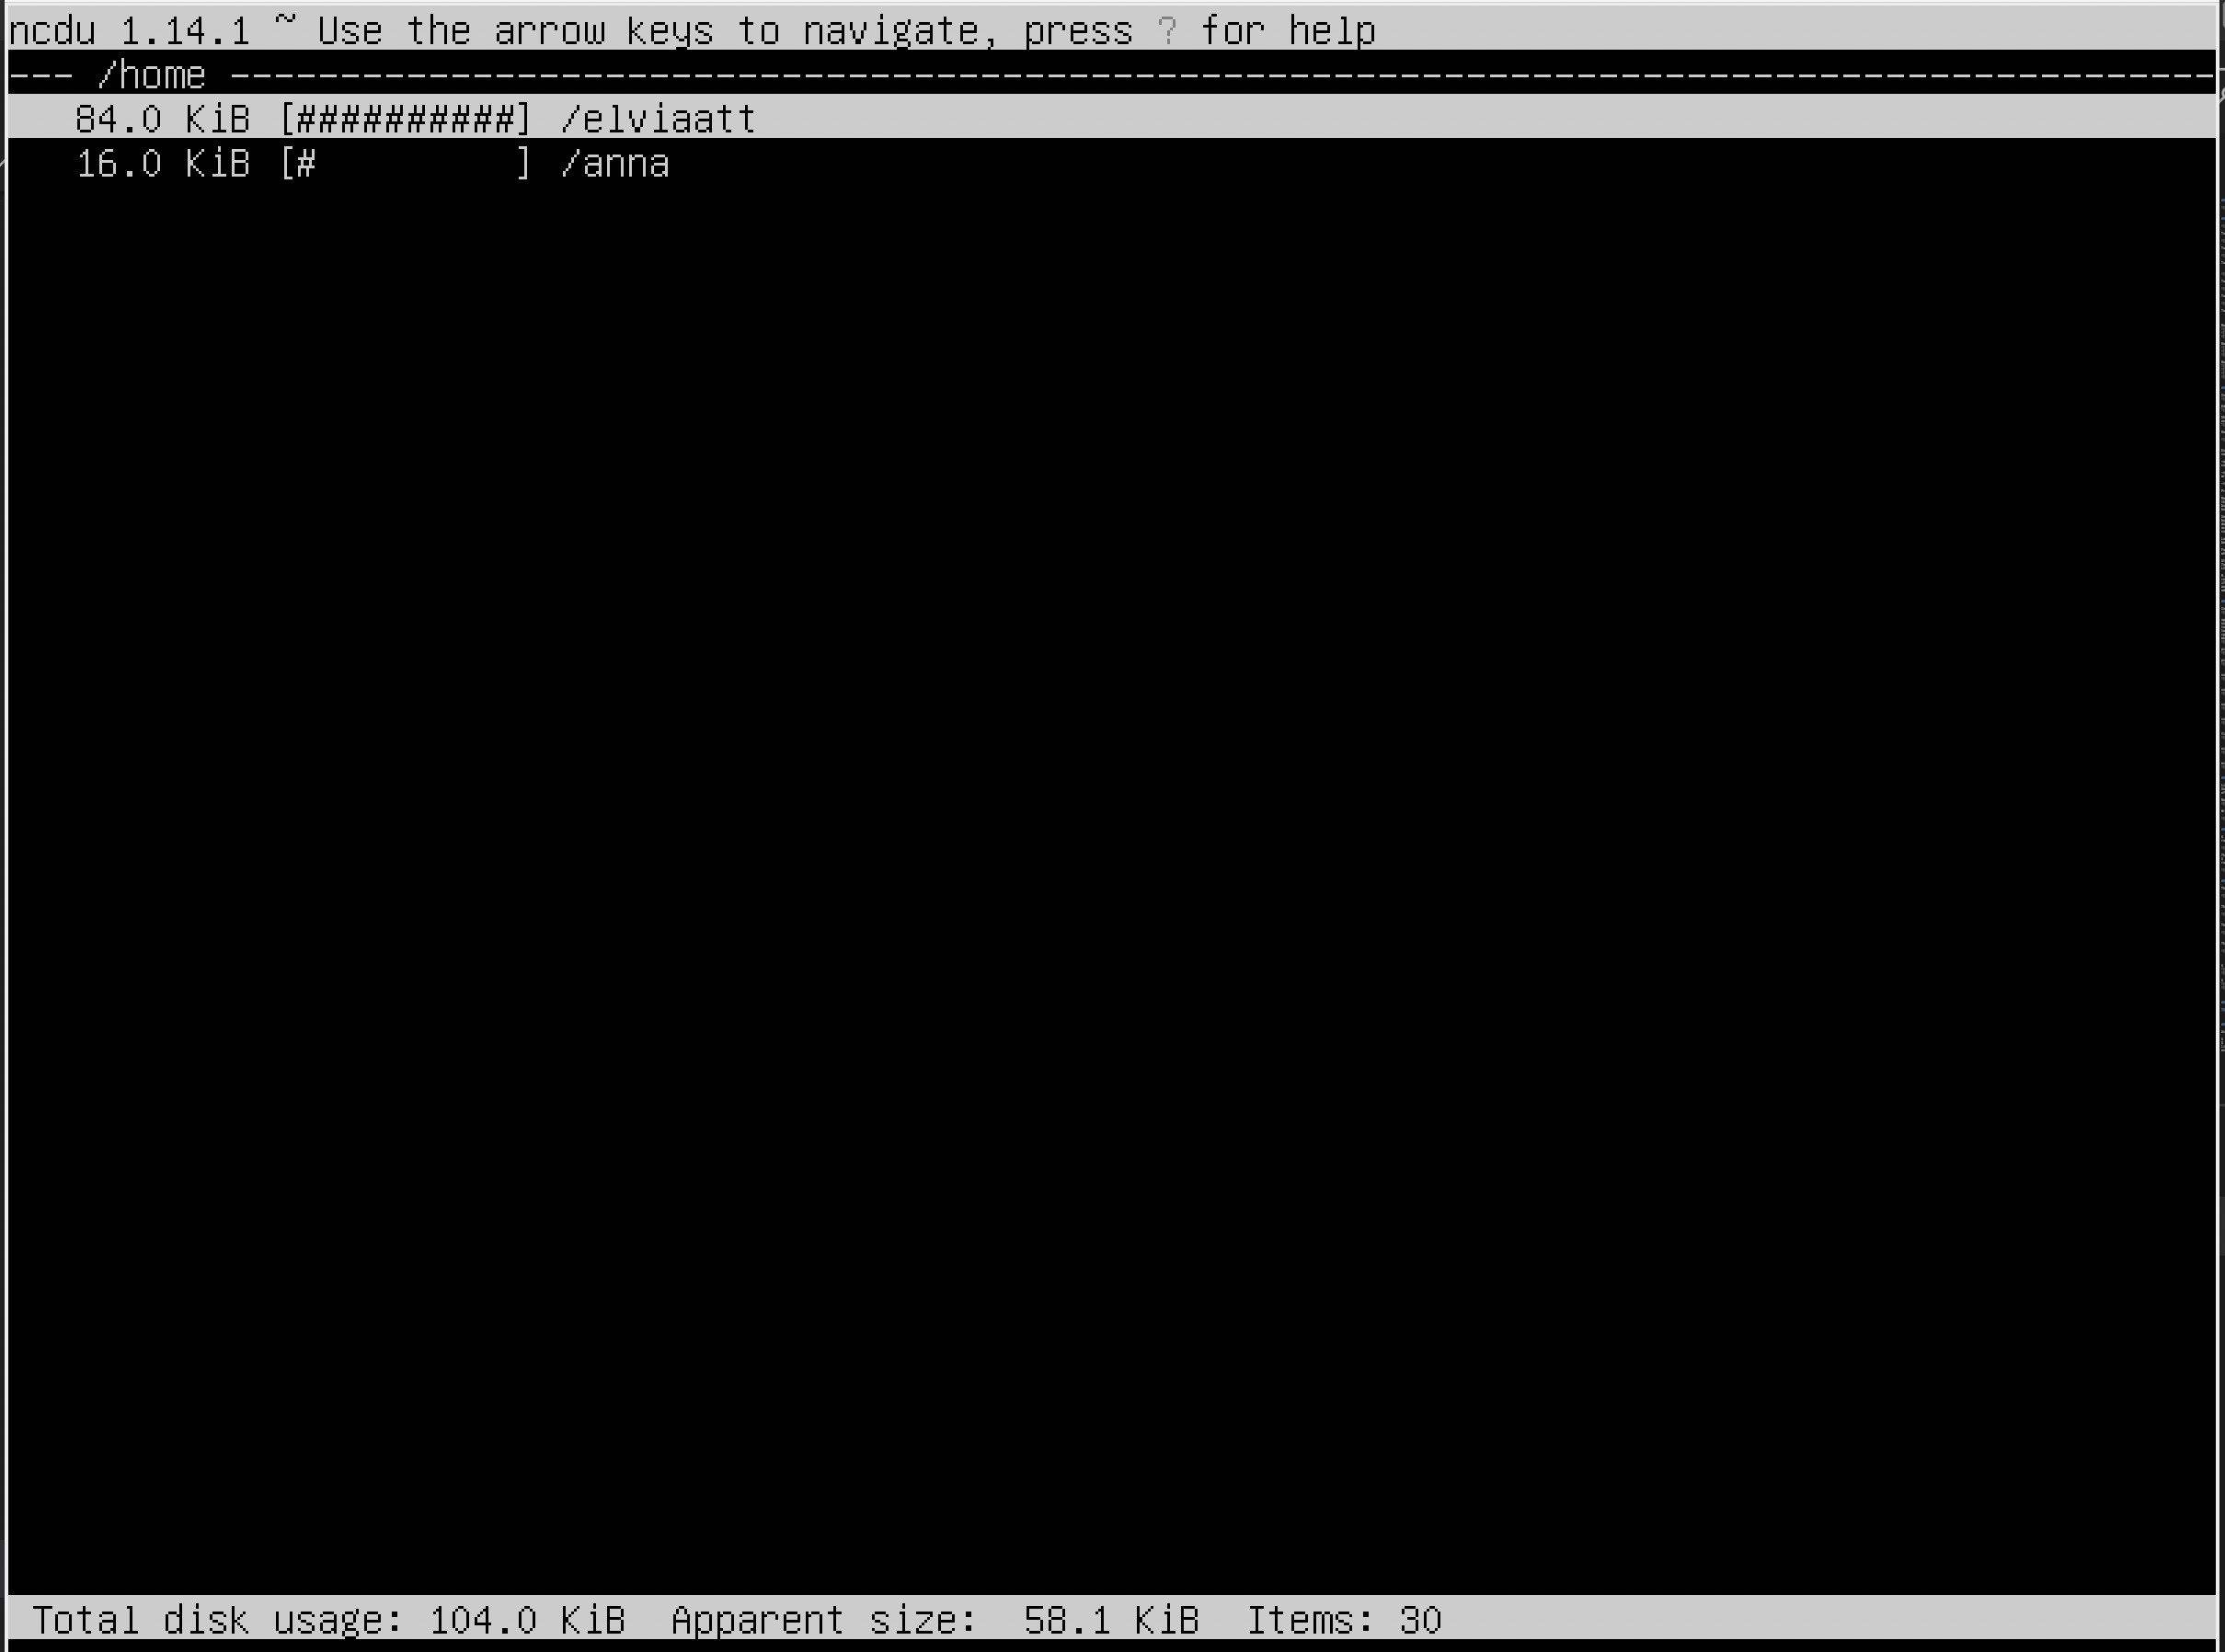 ncdu 1.14.1 ~ Use the arrow keys to navigate, press ? for help
--- /home ------------------------------------------------------------------------------------------
84.0 KiB [##########] /elviaatt
16.0 KiB [#         ] /anna
Total disk usage: 104.0 KiB  Apparent size:  58.1 KiB  Items: 30